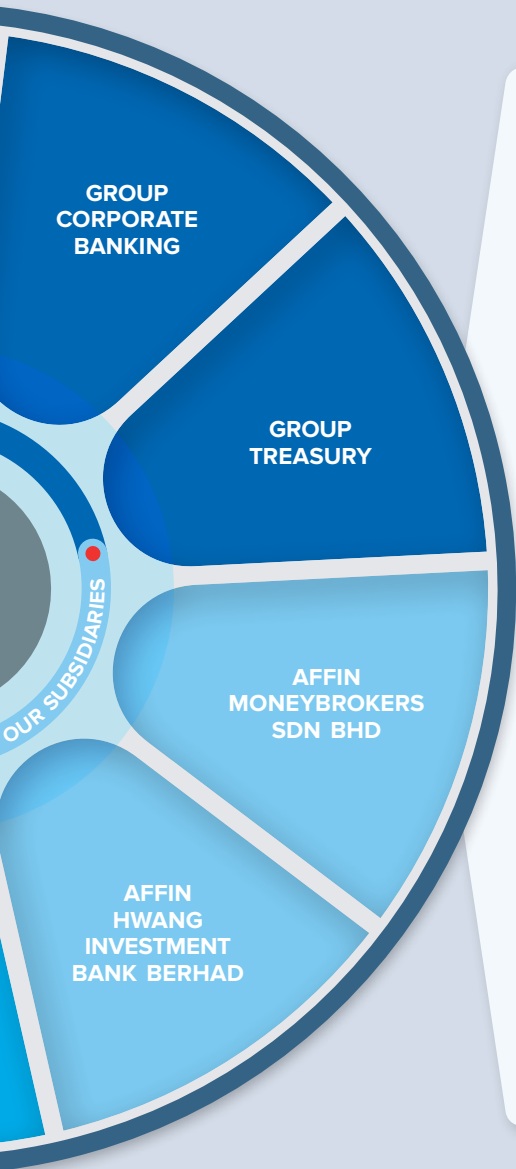 GROUP
CORPORATE
BANKING
GROUP
TREASURY
OUR SUBSIDIARIES
AFFIN
MONEYBROKERS
SDN BHD
AFFIN
HWANG
INVESTMENT
BANK BERHAD